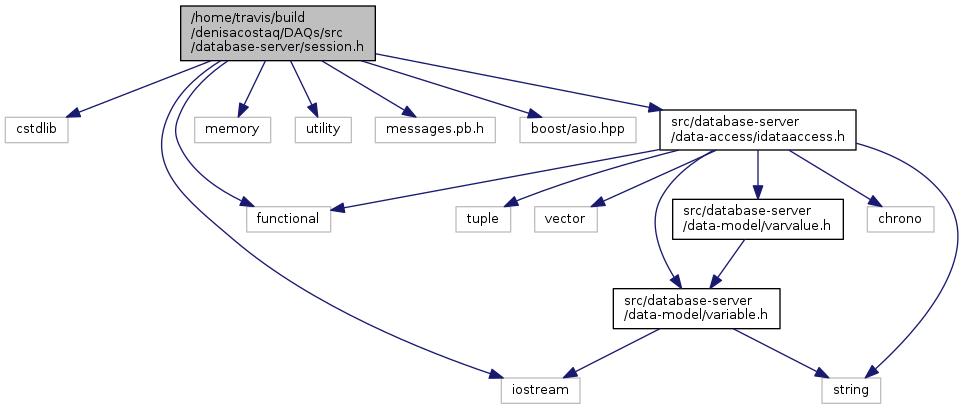 /home/travis/build
/denisacostaq/DAQs/src
/database-server/session.h
cstdlib
memory
utility
messages.pb.h
boost/asio.hpp
src/database-server
/data-access/idataaccess.h
functional
tuple
vector
src/database-server
/data-model/varvalue.h
chrono
src/database-server
/data-model/variable.h
iostream
string